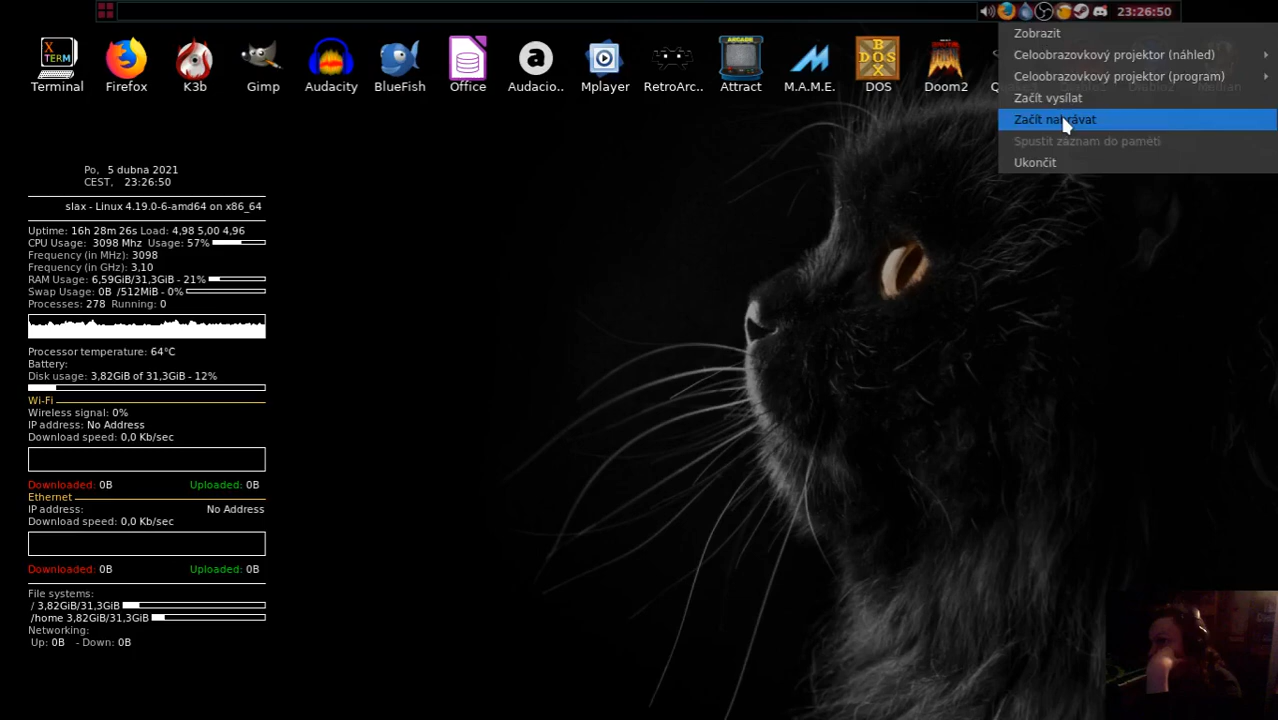 23:26:50
Zobrazit
Celoobrazovkový projektor (náhled)
Celoobrazovkový projektor (program)
Začít vysílat
Začít nahrávat
Spustit záznam do paměti
Ukončit
Terminal
Firefox
K3b
Gimp
Audacity
BlueFish
Office
Audacio..
Mplayer
RetroArc..
Attract
M.A.M.E.
DOS
Doom2
X TERM
ARCADE
Po, 5 dubna 2021
CEST, 23:26:50
slax - Linux 4.19.0-6-amd64 on x86_64
Uptime: 16h 28m 26s Load: 4,98 5,00 4,96
CPU Usage: 3098 Mhz Usage: 57%
Frequency (in MHz): 3098
Frequency (in GHz): 3,10
RAM Usage: 6,59GiB/31,3GiB - 21%
Swap Usage: 0B /512MiB - 0%
Processes: 278 Running: 0
Processor temperature: 64°C
Battery:
Disk usage: 3,82GiB of 31,3GiB - 12%
Wi-Fi
Wireless signal: 0%
IP address: No Address
Download speed: 0,0 Kb/sec
Downloaded: 0B Uploaded: 0B
Ethernet
IP address: No Address
Download speed: 0,0 Kb/sec
Downloaded: 0B Uploaded: 0B
File systems:
/ 3,82GiB/31,3GiB
/home 3,82GiB/31,3GiB
Networking:
Up: 0B - Down: 0B